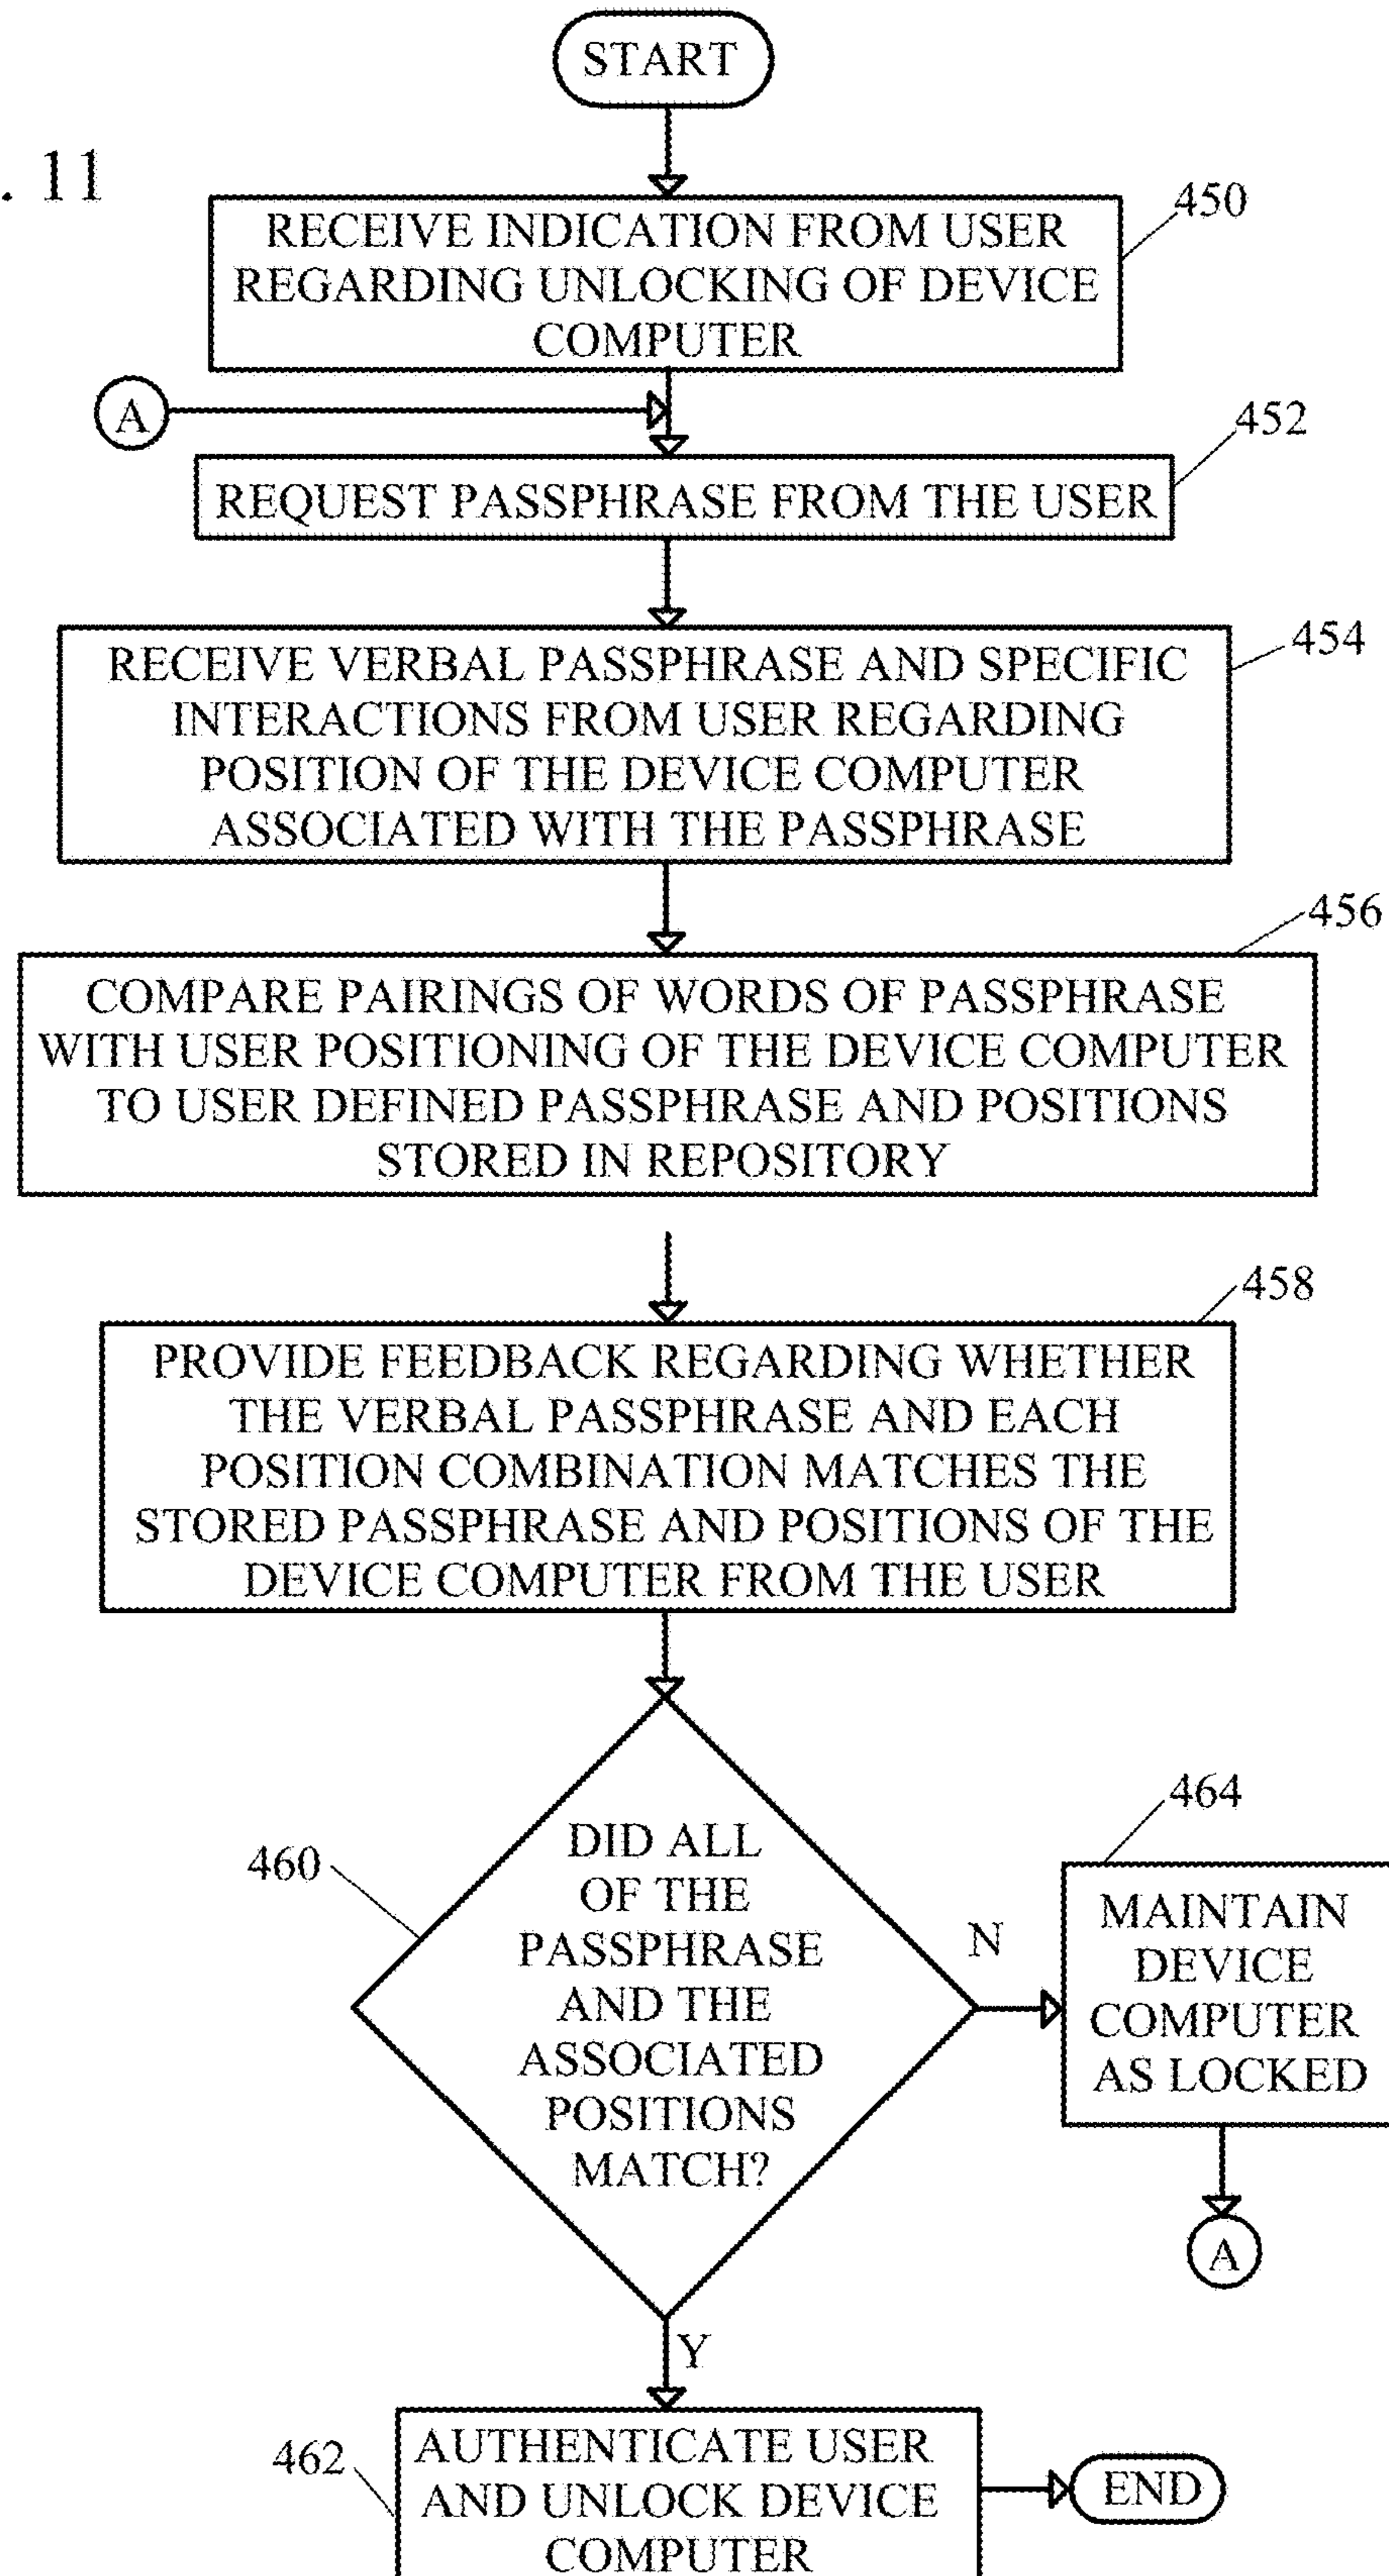 START
. 11
450
RECEIVE INDICATION FROM USER
REGARDING UNLOCKING OF DEVICE
COMPUTER
A
452
REQUEST PASSPHRASE FROM THE USER
454
RECEIVE VERBAL PASSPHRASE AND SPECIFIC
INTERACTIONS FROM USER REGARDING
POSITION OF THE DEVICE COMPUTER
ASSOCIATED WITH THE PASSPHRASE
456
COMPARE PAIRINGS OF WORDS OF PASSPHRASE
WITH USER POSITIONING OF THE DEVICE COMPUTER
TO USER DEFINED PASSPHRASE AND POSITIONS
STORED IN REPOSITORY
458
PROVIDE FEEDBACK REGARDING WHETHER
THE VERBAL PASSPHRASE AND EACH
POSITION COMBINATION MATCHES THE
STORED PASSPHRASE AND POSITIONS OF THE
DEVICE COMPUTER FROM THE USER
460
DID ALL
OF THE
PASSPHRASE
AND THE
ASSOCIATED
POSITIONS
MATCH?
N
464
MAINTAIN
DEVICE
COMPUTER
AS LOCKED
A
Y
462
AUTHENTICATE USER
AND UNLOCK DEVICE
COMPUTER
END